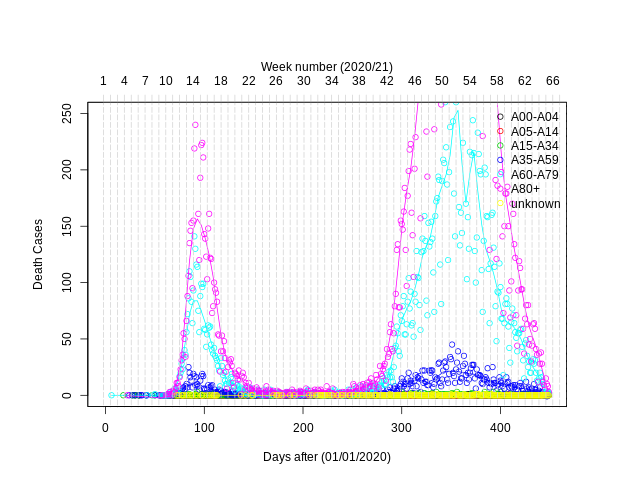 Week number (2020/21)
1 4 7 10 14 18 22 26 30 34 38 42 46 50 54 58 62 66
250
200
150
100
50
0
Death Cases
A00-A04
A05-A14
A15-A34
A35-A59
A60-A79
A80+
unknown
0 100 200 300 400
Days after (01/01/2020)